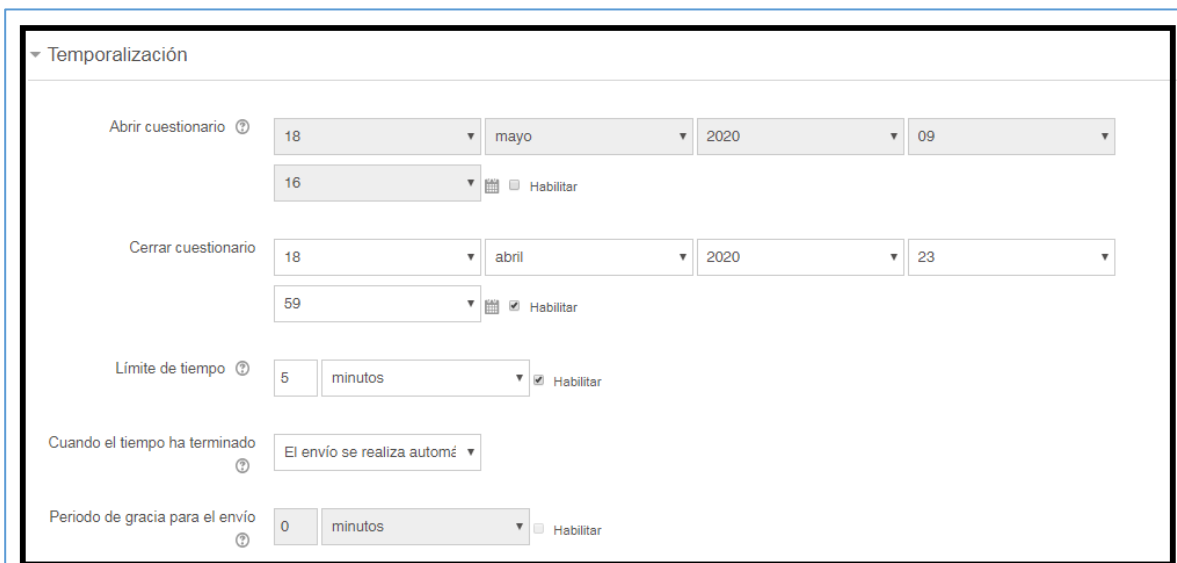 Temporalización
Abrir cuestionario 18 mayo 2020 09
16 Habilitar
Cerrar cuestionario 18 abril 2020 23
59 Habilitar
Límite de tiempo 5 minutos Habilitar
Cuando el tiempo ha terminado El envío se realiza automá
Periodo de gracia para el envío 0 minutos Habilitar